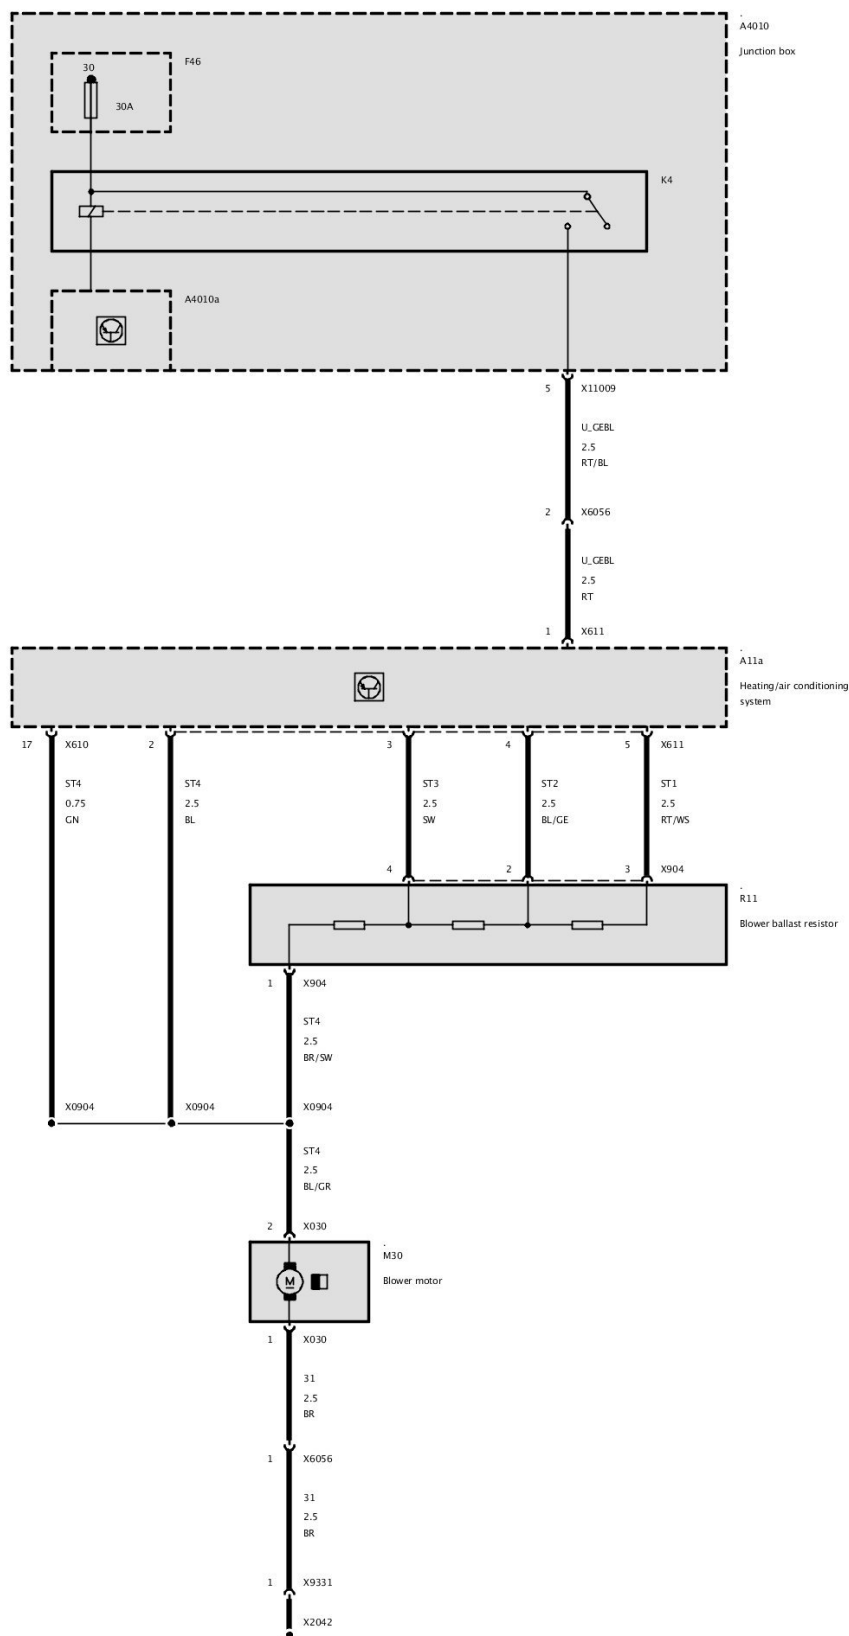 .
A4010
Junction box
F46
30
30A
K4
A4010a
5 X11009
U_GEBL
2.5
RT/BL
2 X6056
U_GEBL
2.5
RT
1 X611
.
A11a
Heating/air conditioning
system
17 X610 2 3 4 5 X611
ST4 ST4 ST3 ST2 ST1
0.75 2.5 2.5 2.5 2.5
GN BL SW BL/GE RT/WS
4 2 3 X904
.
R11
Blower ballast resistor
1 X904
ST4
2.5
BR/SW
X0904 X0904 X0904
ST4
2.5
BL/GR
2 X030
.
M30
M
Blower motor
1 X030
31
2.5
BR
1 X6056
31
2.5
BR
1 X9331
X2042